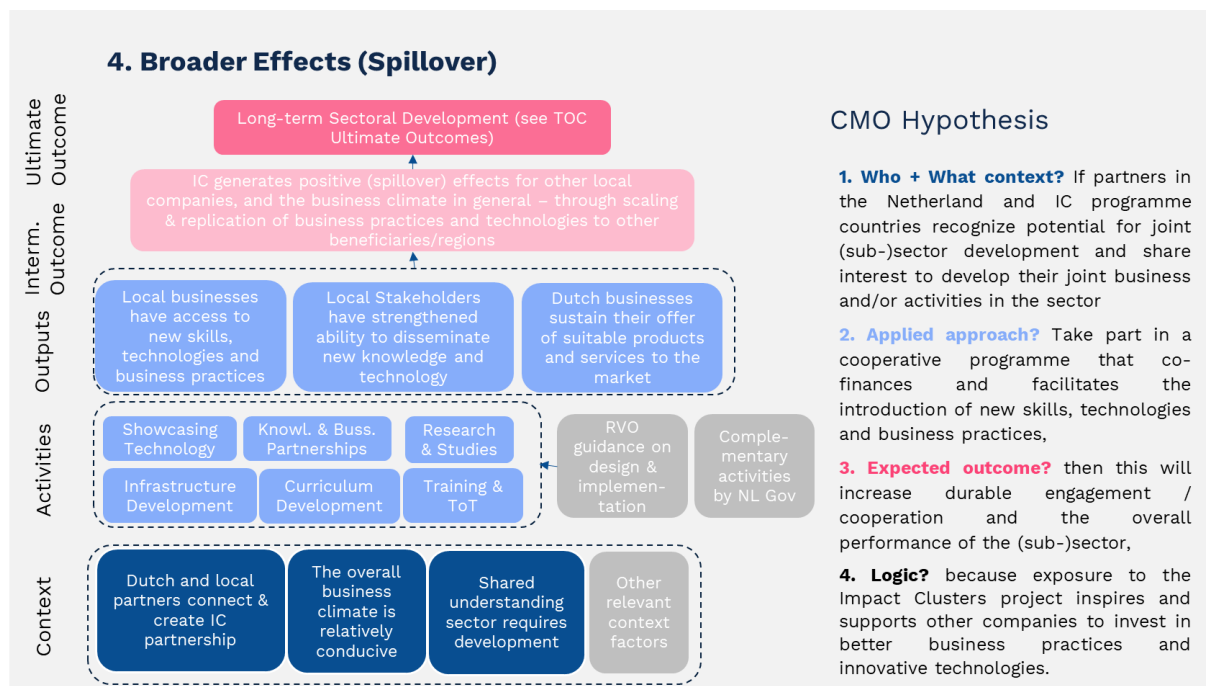 4. Broader Effects (Spillover)
Ultimate
Outcome
Long-term Sectoral Development (see TOC
Ultimate Outcomes)
Interm.
Outcome
IC generates positive (spillover) effects for other local
companies, and the business climate in general – through scaling
& replication of business practices and technologies to other
beneficiaries/regions
Outputs
Local businesses
have access to
new skills,
technologies and
business practices
Local Stakeholders
have strengthened
ability to disseminate
new knowledge and
technology
Dutch businesses
sustain their offer
of suitable products
and services to the
market
Activities
Showcasing
Technology
Knowl. & Buss.
Partnerships
Research
& Studies
Infrastructure
Development
Curriculum
Development
Training &
ToT
RVO
guidance on
design &
implemen-
tation
Comple-
mentary
activities
by NL Gov
Context
Dutch and local
partners connect &
create IC
partnership
The overall
business
climate is
relatively
conducive
Shared
understanding
sector requires
development
Other
relevant
context
factors
CMO Hypothesis
1. Who + What context? If partners in
the Netherland and IC programme
countries recognize potential for joint
(sub-)sector development and share
interest to develop their joint business
and/or activities in the sector
2. Applied approach? Take part in a
cooperative programme that co-
finances and facilitates the
introduction of new skills, technologies
and business practices,
3. Expected outcome? then this will
increase durable engagement /
cooperation and the overall
performance of the (sub-)sector,
4. Logic? because exposure to the
Impact Clusters project inspires and
supports other companies to invest in
better business practices and
innovative technologies.